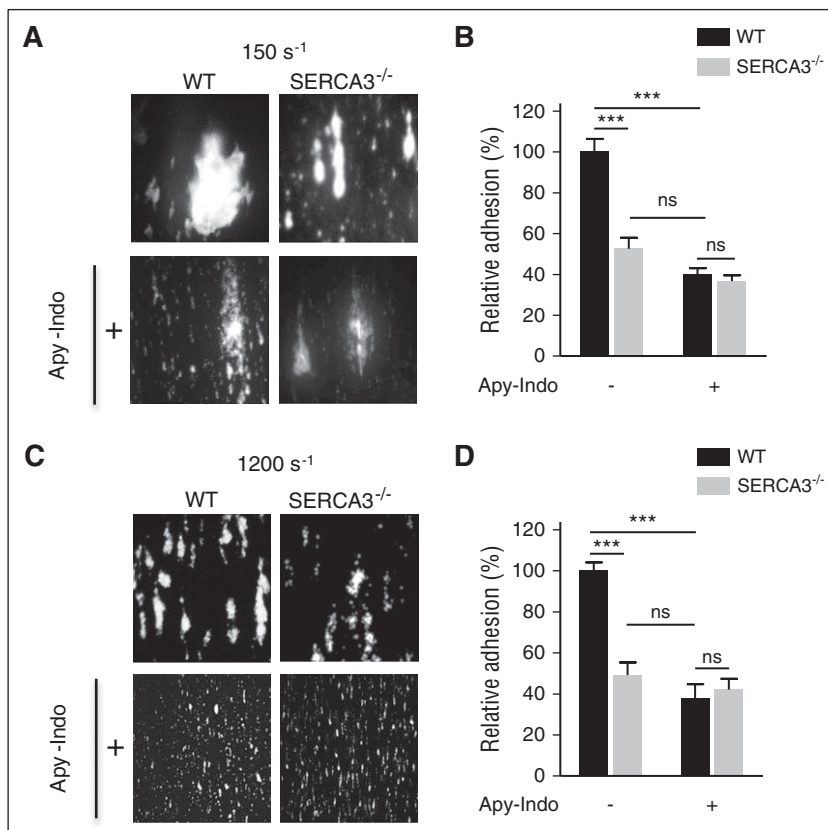 A
150 s⁻¹
WT SERCA3⁻/⁻
Apy -Indo
+
B
WT
SERCA3⁻/⁻
Relative adhesion (%)
120
100
80
60
40
20
0
***
***
ns
ns
Apy-Indo - +
C
1200 s⁻¹
WT SERCA3⁻/⁻
Apy -Indo
+
D
WT
SERCA3⁻/⁻
Relative adhesion (%)
120
100
80
60
40
20
0
***
***
ns
ns
Apy-Indo - +